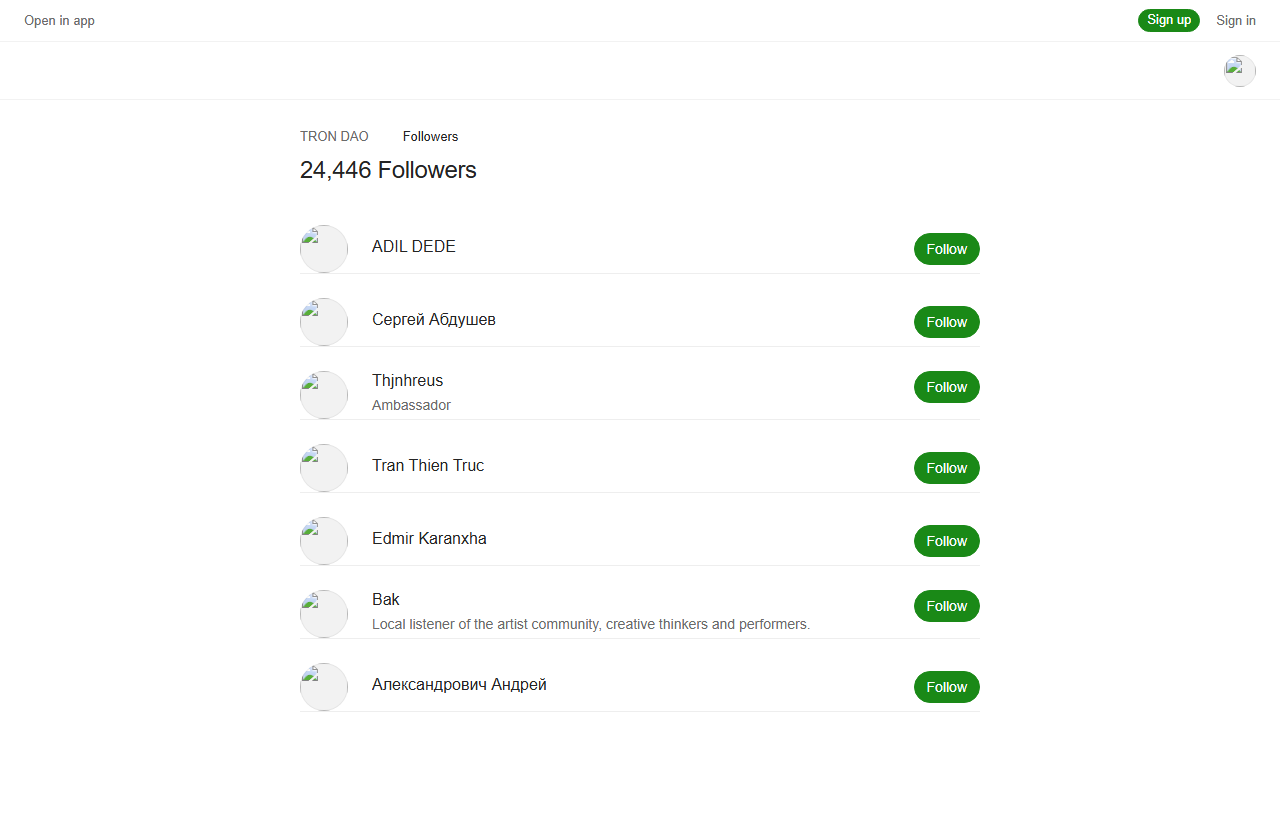 Open in app
Sign up
Sign in
TRON DAO
Followers
24,446 Followers
ADIL DEDE
Follow
Сергей Абдушев
Follow
Thjnhreus
Ambassador
Follow
Tran Thien Truc
Follow
Edmir Karanxha
Follow
Bak
Local listener of the artist community, creative thinkers and performers.
Follow
Александрович Андрей
Follow